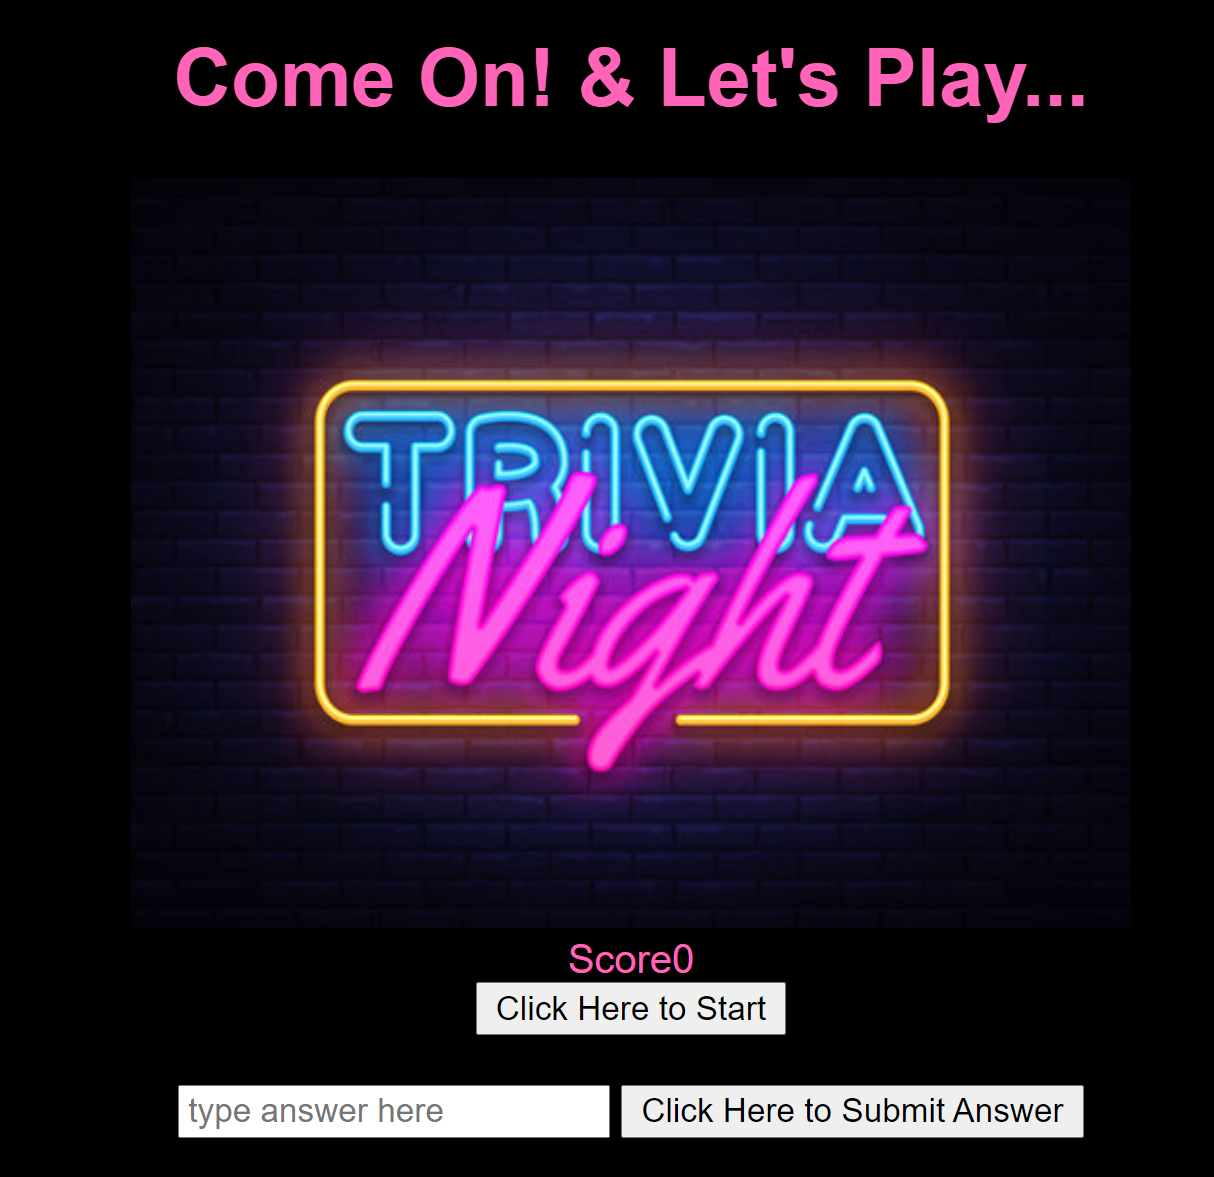 Come On! & Let's Play...
TRIVIA
Night
Score0
Click Here to Start
type answer here Click Here to Submit Answer